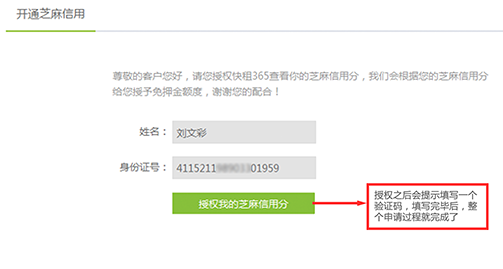 开通芝麻信用
尊敬的客户您好，请您授权快租365查看你的芝麻信用分，我们会根据您的芝麻信用分
给您授予免押金额度，谢谢您的配合！
姓名：
刘文彩
身份证号：
4115211 01959
授权我的芝麻信用分
授权之后会提示填写一个
验证码，填写完毕后，整
个申请过程就完成了